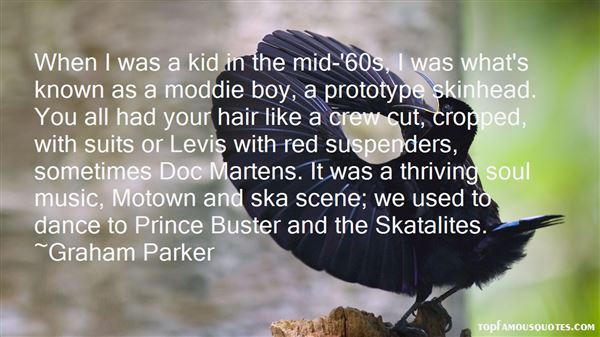 When I was a kid in the mid-'60s, I was what's
known as a moddie boy, a prototype skinhead.
You all had your hair like a crew cut, cropped,
with suits or Levis with red suspenders,
sometimes Doc Martens. It was a thriving soul
music, Motown and ska scene; we used to
dance to Prince Buster and the Skatalites.
~Graham Parker
TOPFAMOUSQUOTES.COM